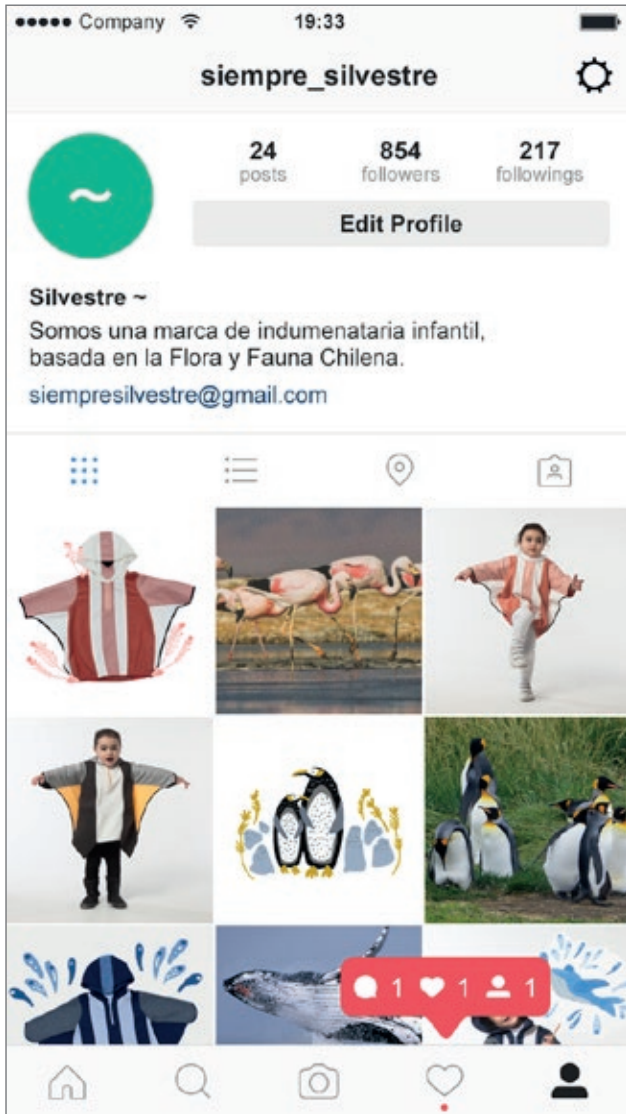 Company 19:33
siempre_silvestre
24 854 217
posts followers followings
Edit Profile
Silvestre ~
Somos una marca de indumenataria infantil,
basada en la Flora y Fauna Chilena.
siempresilvestre@gmail.com
1 1 1